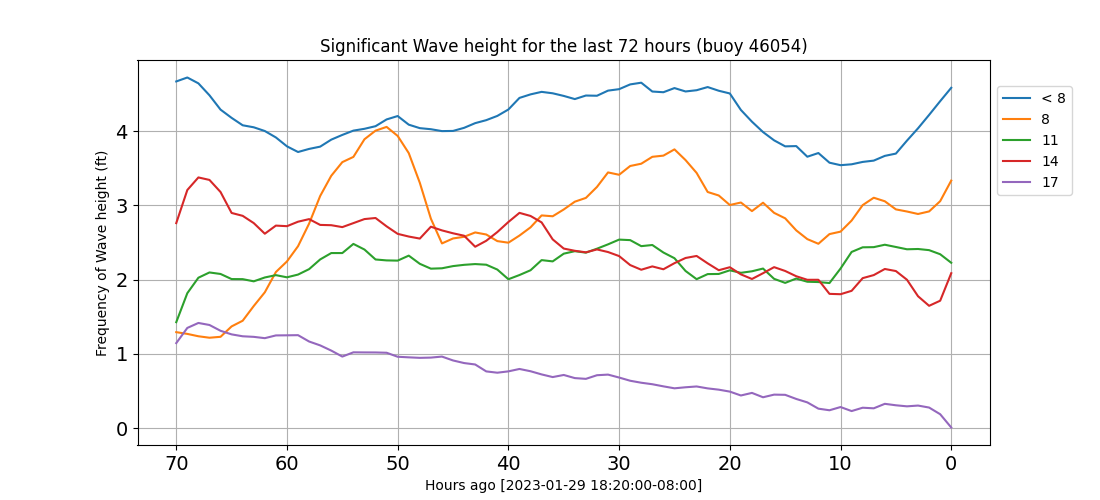 Significant Wave height for the last 72 hours (buoy 46054)
Frequency of Wave height (ft)
4
3
2
1
0
70 60 50 40 30 20 10 0
Hours ago [2023-01-29 18:20:00-08:00]
< 8
8
11
14
17